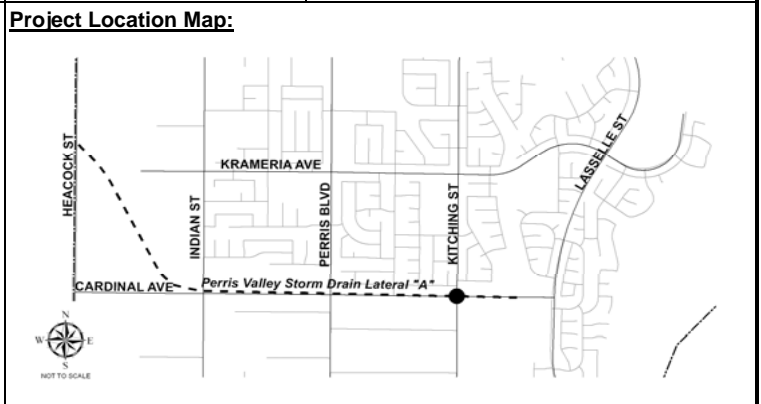 Project Location Map:
HEACOCK ST
KRAMERIA AVE
INDIAN ST
PERRIS BLVD
KITCHING ST
LASSELLE ST
CARDINAL AVE
Perris Valley Storm Drain Lateral "A"
N
W E
S
NOT TO SCALE